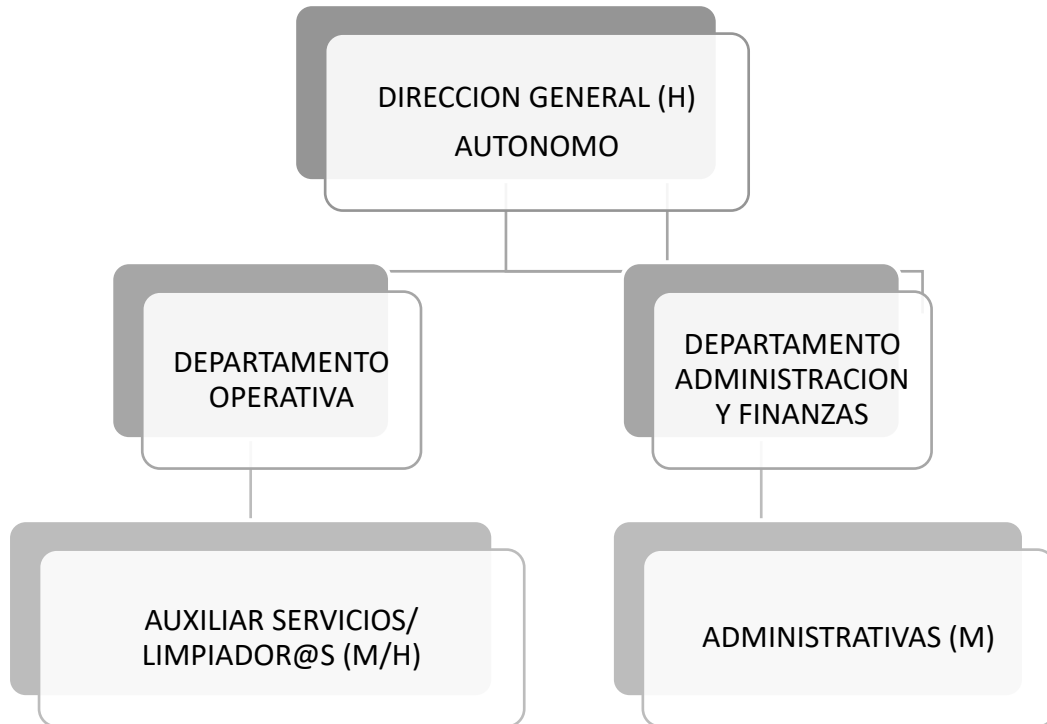 DIRECCION GENERAL (H)
AUTONOMO
DEPARTAMENTO
OPERATIVA
DEPARTAMENTO
ADMINISTRACION
Y FINANZAS
AUXILIAR SERVICIOS/
LIMPIADOR@S (M/H)
ADMINISTRATIVAS (M)